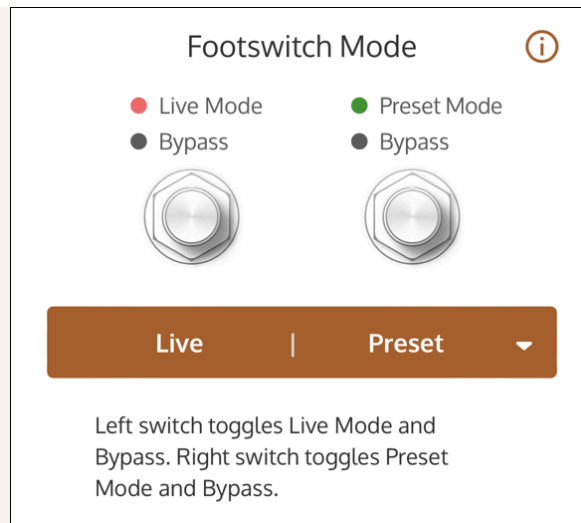 Footswitch Mode
Live Mode
Bypass
Preset Mode
Bypass
Live | Preset
Left switch toggles Live Mode and
Bypass. Right switch toggles Preset
Mode and Bypass.